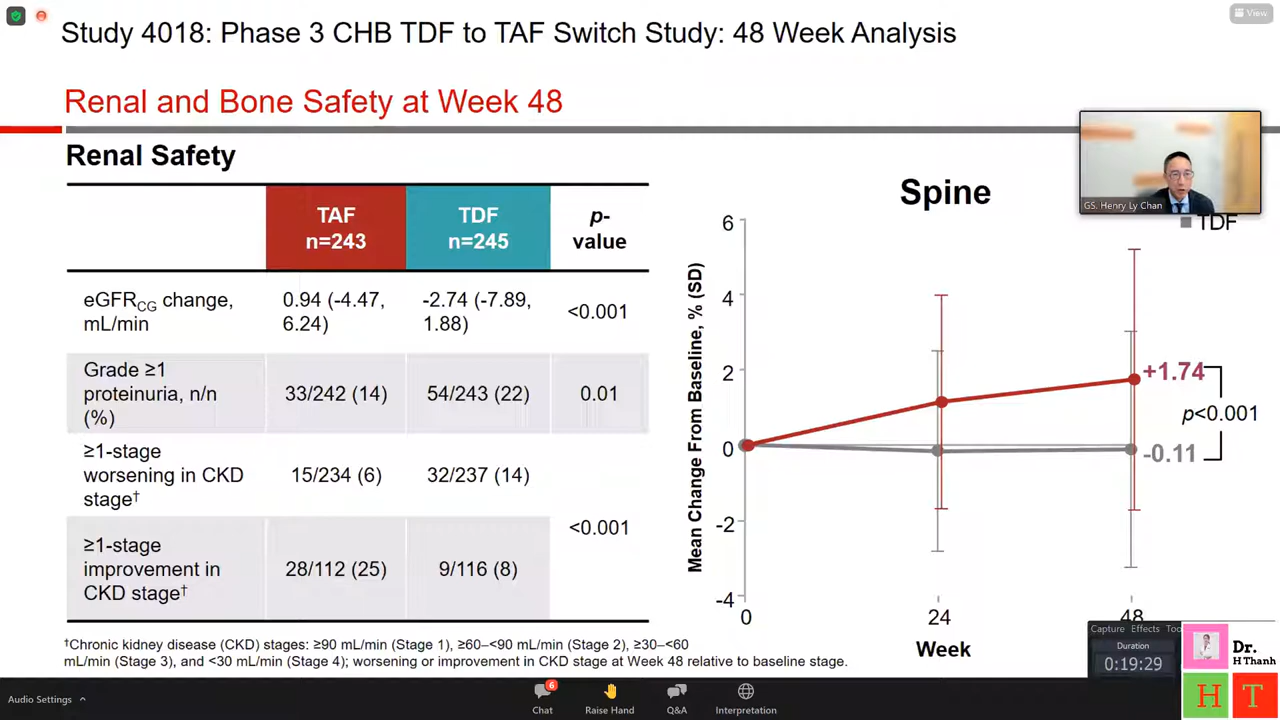 View
Study 4018: Phase 3 CHB TDF to TAF Switch Study: 48 Week Analysis
Renal and Bone Safety at Week 48
Renal Safety
TAF
n=243
TDF
n=245
p-
value
eGFRCG change,
mL/min
0.94 (-4.47,
6.24)
-2.74 (-7.89,
1.88)
<0.001
Grade ≥1
proteinuria, n/n
(%)
33/242 (14)
54/243 (22)
0.01
≥1-stage
worsening in CKD
stage†
15/234 (6)
32/237 (14)
≥1-stage
improvement in
CKD stage†
28/112 (25)
9/116 (8)
<0.001
†Chronic kidney disease (CKD) stages: ≥90 mL/min (Stage 1), ≥60–<90 mL/min (Stage 2), ≥30–<60
mL/min (Stage 3), and <30 mL/min (Stage 4); worsening or improvement in CKD stage at Week 48 relative to baseline stage.
Spine
GS. Henry Ly Chan
TDF
Mean Change From Baseline, % (SD)
6
4
2
0
-2
-4
+1.74
p<0.001
-0.11
0
24
48
Week
Capture Effects
Duration
0:19:29
Dr.
H Thanh
H T
Audio Settings
6
Chat
Raise Hand
Q&A
Interpretation